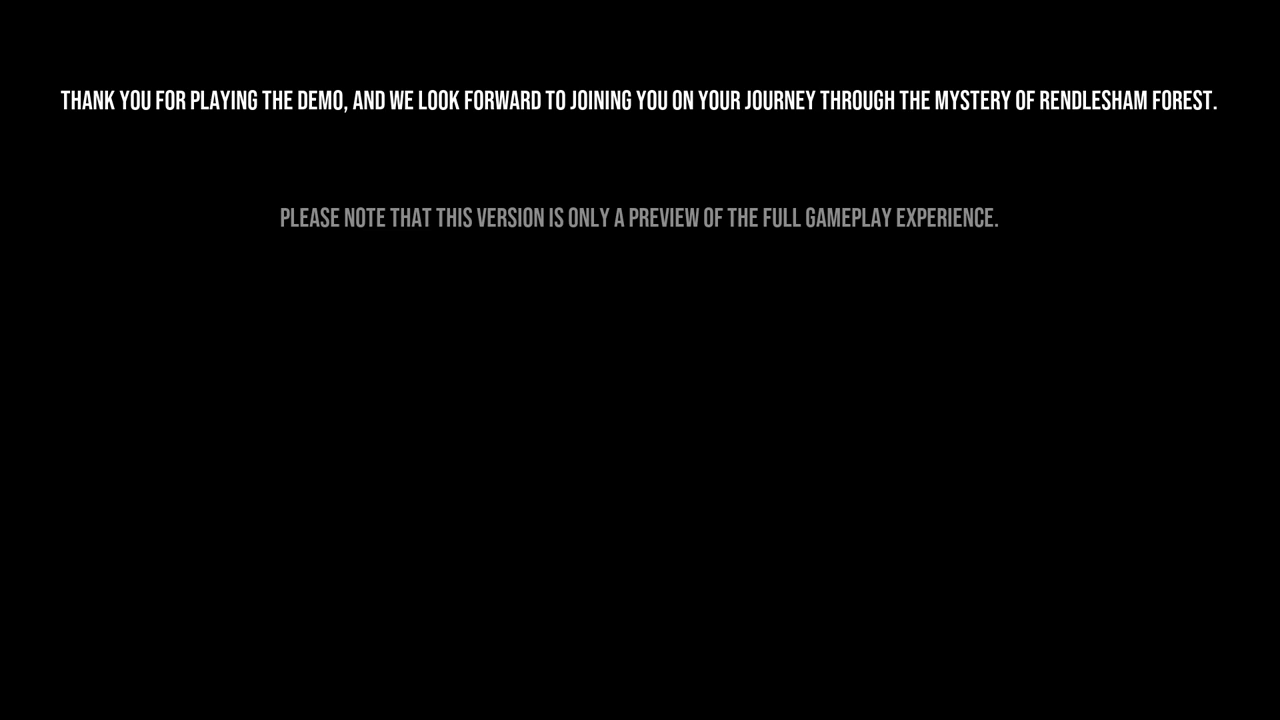 THANK YOU FOR PLAYING THE DEMO, AND WE LOOK FORWARD TO JOINING YOU ON YOUR JOURNEY THROUGH THE MYSTERY OF RENDLESHAM FOREST.
PLEASE NOTE THAT THIS VERSION IS ONLY A PREVIEW OF THE FULL GAMEPLAY EXPERIENCE.